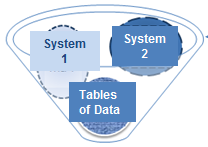 System
1
System
2
Tables
of Data